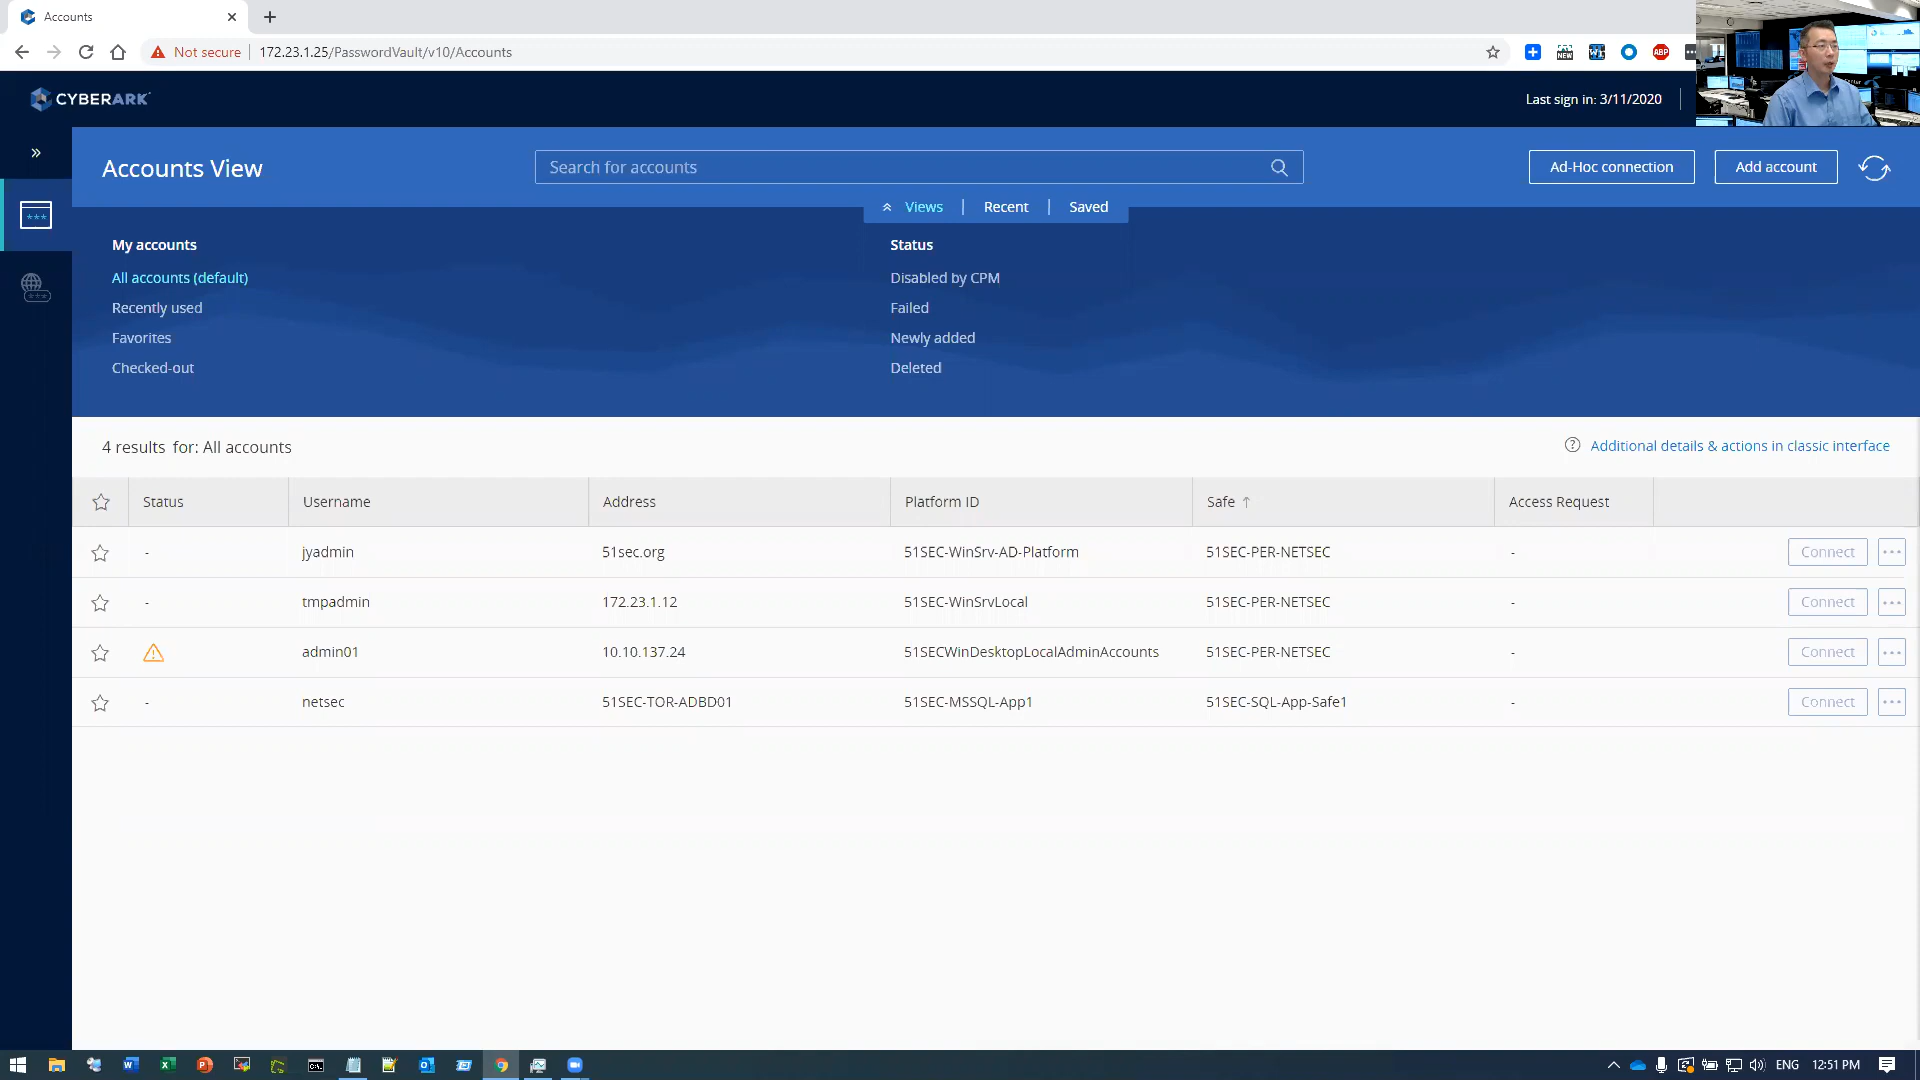 Accounts
Not secure
172.23.1.25/PasswordVault/v10/Accounts
NEW
ABP
CYBERARK
Last sign in: 3/11/2020
Accounts View
Search for accounts
Ad-Hoc connection
Add account
Views | Recent | Saved
My accounts
All accounts (default)
Recently used
Favorites
Checked-out
Status
Disabled by CPM
Failed
Newly added
Deleted
4 results for: All accounts
Additional details & actions in classic interface
Status Username Address Platform ID Safe Access Request
- jyadmin 51sec.org 51SEC-WinSrv-AD-Platform 51SEC-PER-NETSEC - Connect ...
- tmpadmin 172.23.1.12 51SEC-WinSrvLocal 51SEC-PER-NETSEC - Connect ...
admin01 10.10.137.24 51SECWinDesktopLocalAdminAccounts 51SEC-PER-NETSEC - Connect ...
- netsec 51SEC-TOR-ADBD01 51SEC-MSSQL-App1 51SEC-SQL-App-Safe1 - Connect ...
ENG
12:51 PM